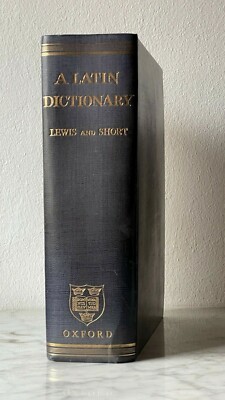 A LATIN
DICTIONARY
LEWIS AND SHORT
OXFORD